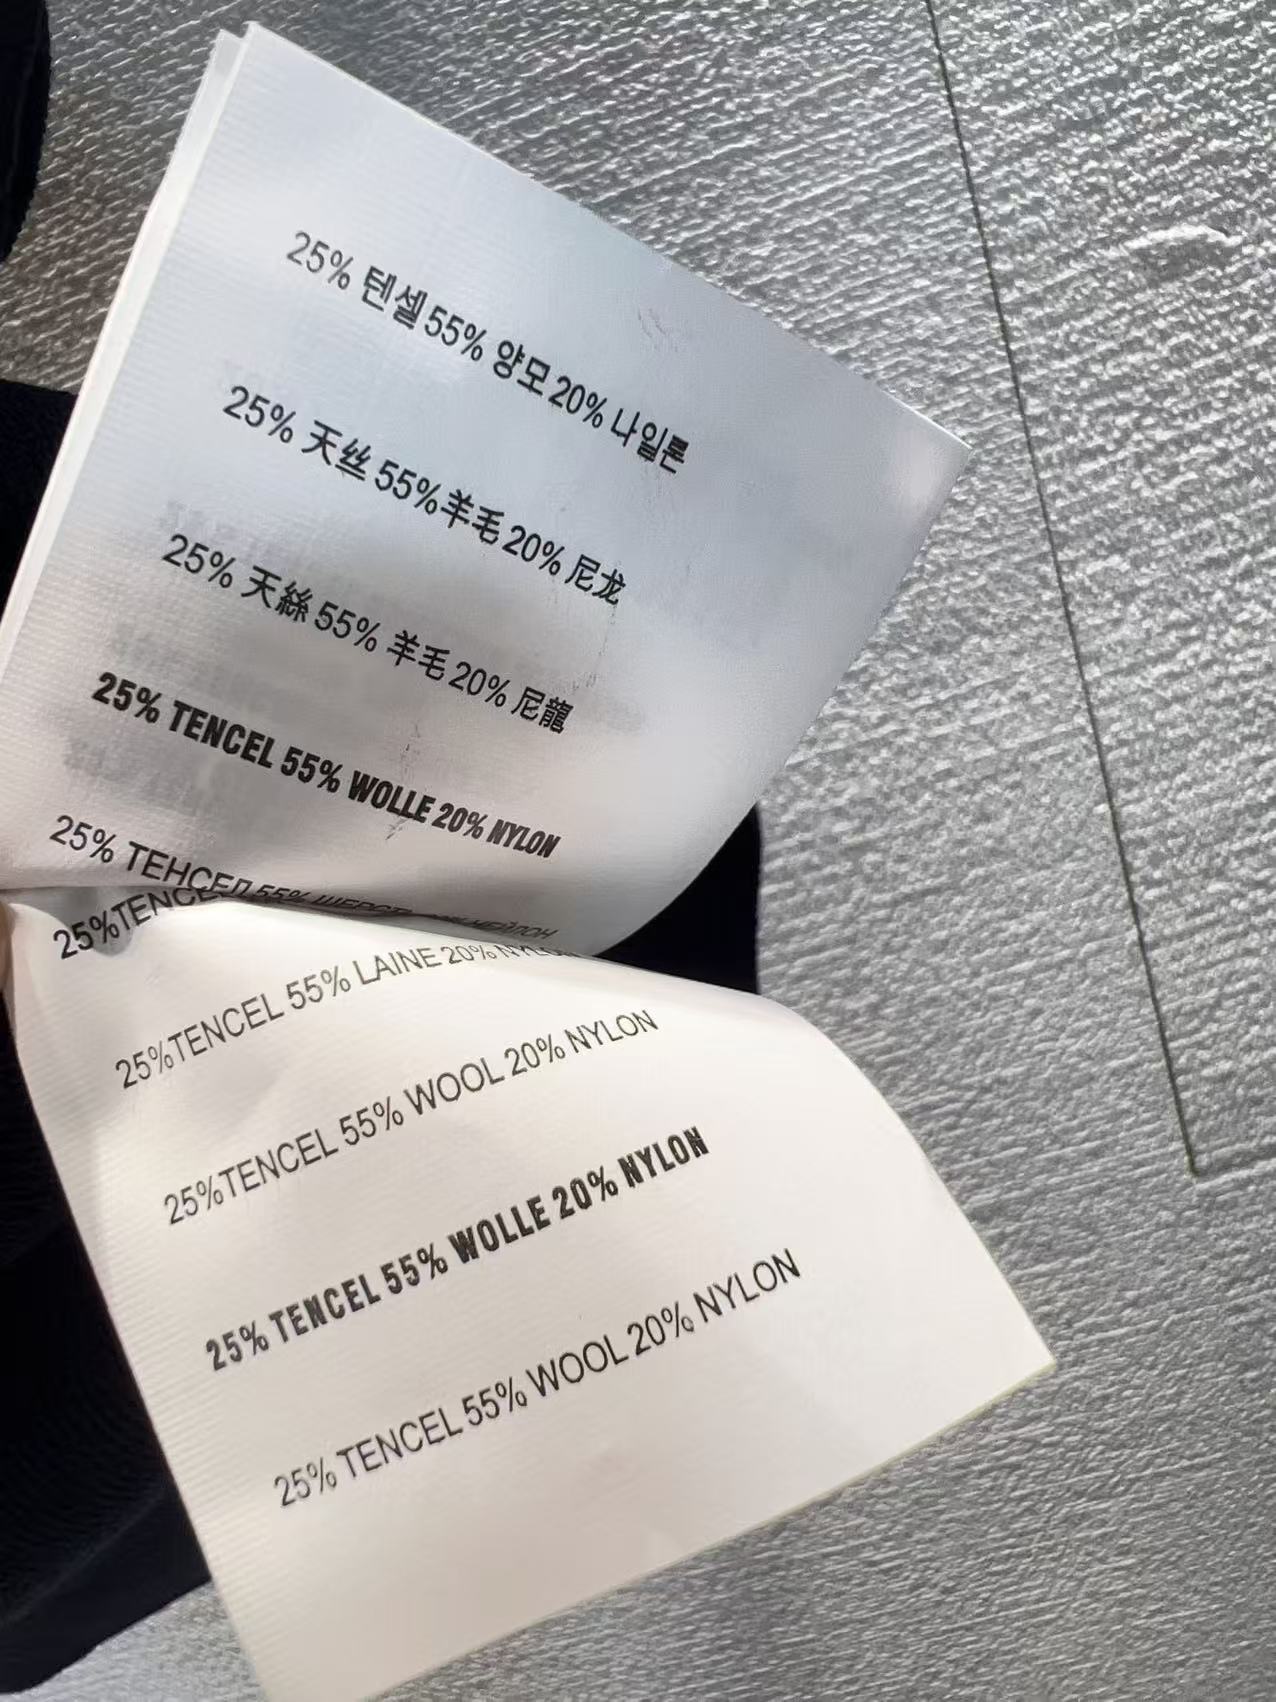 25% 텐셀 55% 양모 20% 나일론
25% 天丝 55%羊毛 20% 尼龙
25% 天絲 55% 羊毛 20% 尼龍
25% TENCEL 55% WOLLE 20% NYLON
25% ТЕНСЕЛ 55% ШЕРСТЬ
25%TENCEL
25%TENCEL 55% LAINE 20% NYLON
25%TENCEL 55% WOOL 20% NYLON
25% TENCEL 55% WOLLE 20% NYLON
25% TENCEL 55% WOOL 20% NYLON